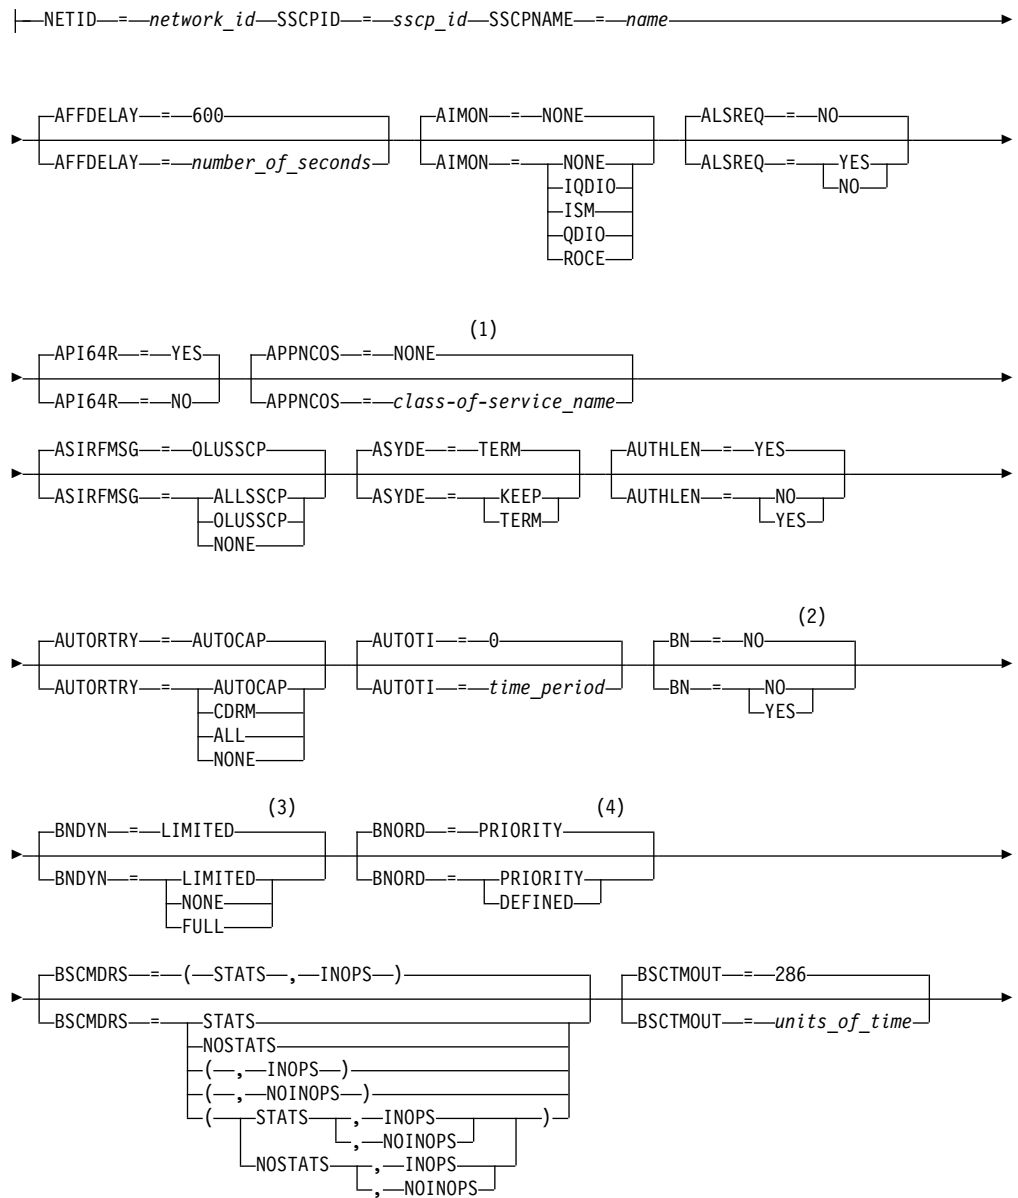 NETID = network_id SSCPID = sscp_id SSCPNAME = name
AFFDELAY = 600 AIMON = NONE ALSREQ = NO
AFFDELAY = number_of_seconds AIMON = NONE ALSREQ = YES
IQDIO NO
ISM
QDIO
ROCE
(1)
API64R = YES APPNCOS = NONE
API64R = NO APPNCOS = class-of-service_name
ASIRFMSG = OLUSSCP ASYDE = TERM AUTHLEN = YES
ASIRFMSG = ALLSSCP ASYDE = KEEP AUTHLEN = NO
OLUSSCP TERM YES
NONE
(2)
AUTORTRY = AUTOCAP AUTOTI = 0 BN = NO
AUTORTRY = AUTOCAP AUTOTI = time_period BN = NO
CDRM YES
ALL
NONE
(3) (4)
BNDYN = LIMITED BNORD = PRIORITY
BNDYN = LIMITED BNORD = PRIORITY
NONE DEFINED
FULL
BSCMDRS = ( STATS , INOPS ) BSCTMOUT = 286
BSCMDRS = STATS BSCTMOUT = units_of_time
NOSTATS
( , INOPS )
( , NOINOPS )
( STATS , INOPS )
, NOINOPS
NOSTATS , INOPS
, NOINOPS